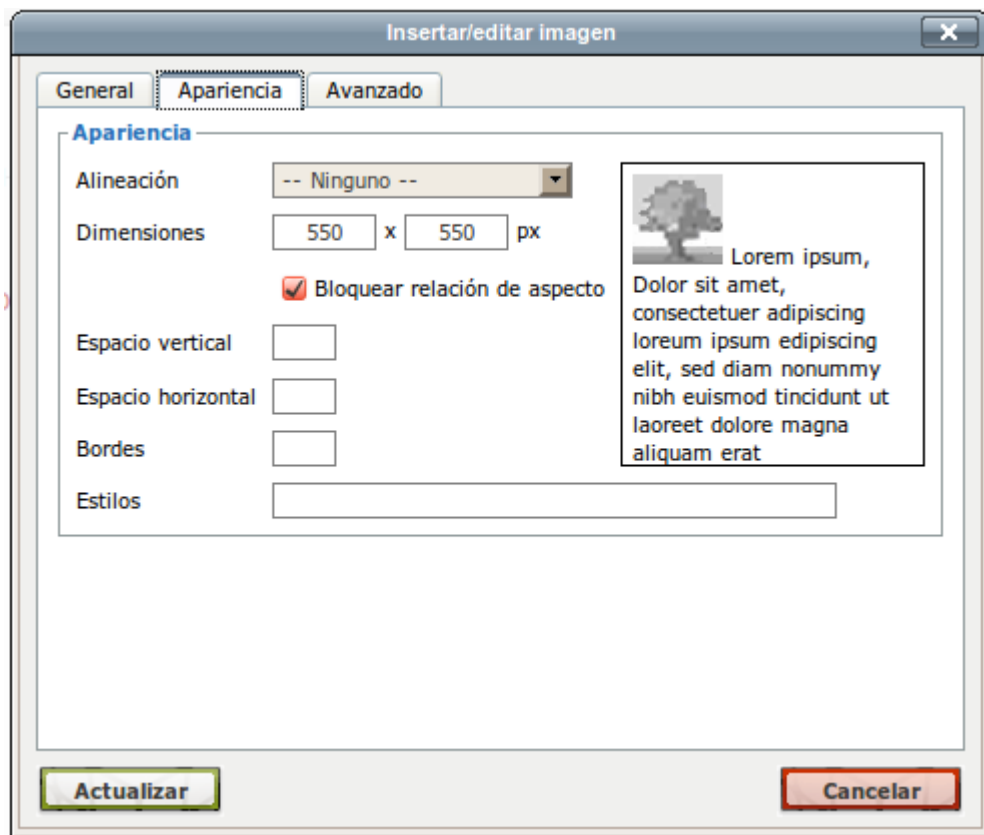 Insertar/editar imagen
General Apariencia Avanzado
Apariencia
Alineación -- Ninguno --
Dimensiones 550 x 550 px
Bloquear relación de aspecto
Espacio vertical
Espacio horizontal
Bordes
Estilos
Lorem ipsum,
Dolor sit amet,
consectetuer adipiscing
loreum ipsum edipiscing
elit, sed diam nonummy
nibh euismod tincidunt ut
laoreet dolore magna
aliquam erat
Actualizar Cancelar